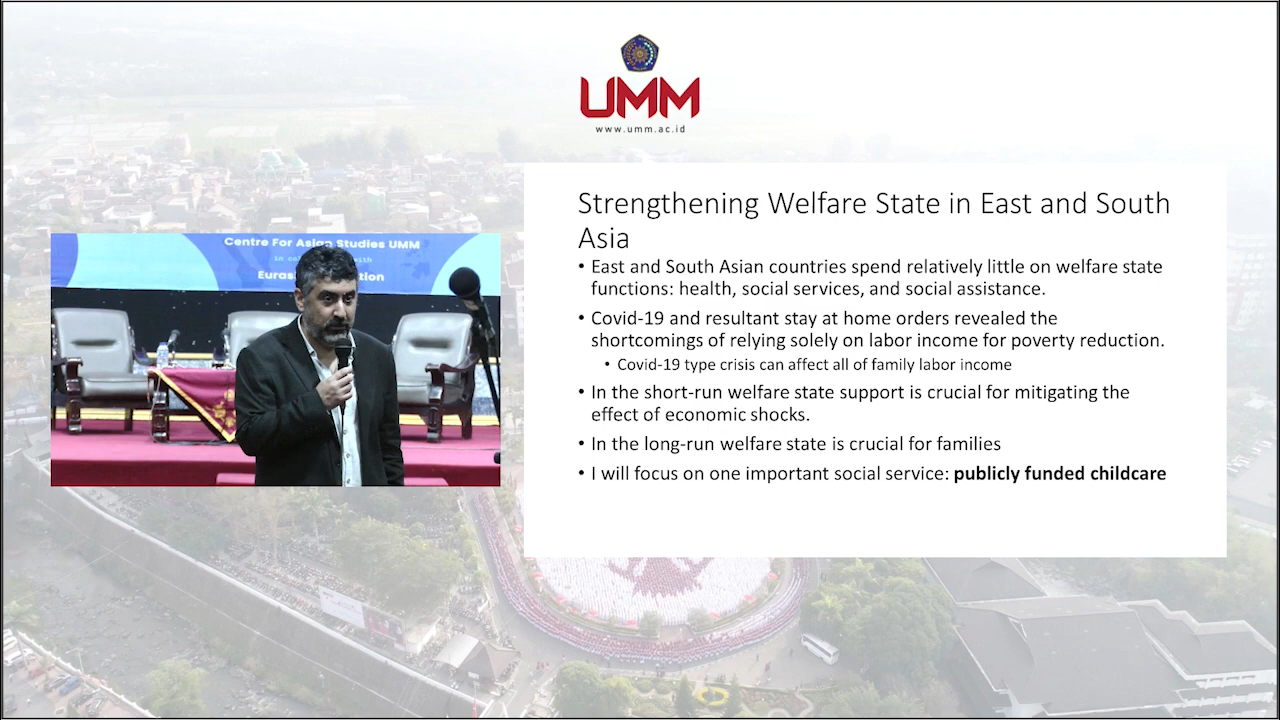 UMM
www.umm.ac.id
Centre For Asian Studies UMM
Strengthening Welfare State in East and South
Asia
• East and South Asian countries spend relatively little on welfare state
functions: health, social services, and social assistance.
• Covid-19 and resultant stay at home orders revealed the
shortcomings of relying solely on labor income for poverty reduction.
• Covid-19 type crisis can affect all of family labor income
• In the short-run welfare state support is crucial for mitigating the
effect of economic shocks.
• In the long-run welfare state is crucial for families
• I will focus on one important social service: publicly funded childcare